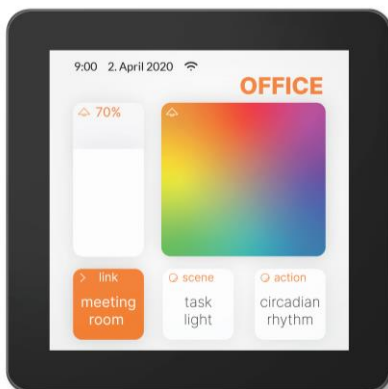 9:00 2. April 2020
OFFICE
70%
link
meeting
room
scene
task
light
action
circadian
rhythm